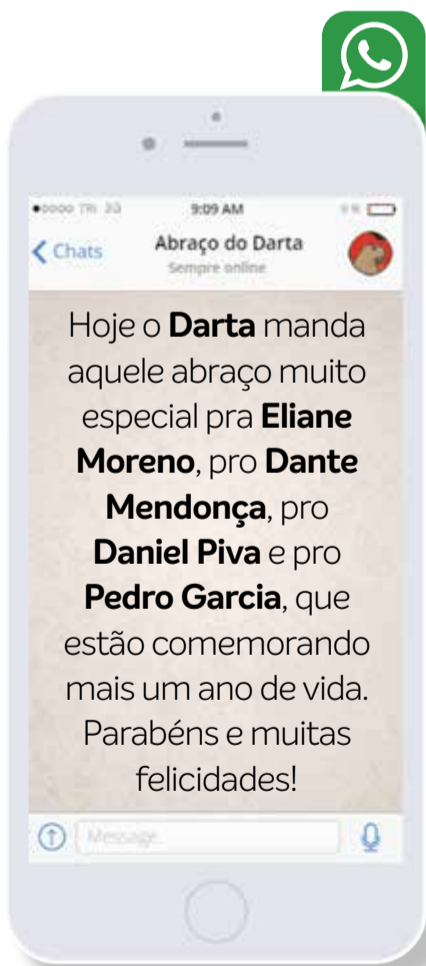 TRI 3G 9:09 AM
Chats
Abraço do Darta
Sempre online
Hoje o Darta manda
aquele abraço muito
especial pra Eliane
Moreno, pro Dante
Mendonça, pro
Daniel Piva e pro
Pedro Garcia, que
estão comemorando
mais um ano de vida.
Parabéns e muitas
felicidades!
Message